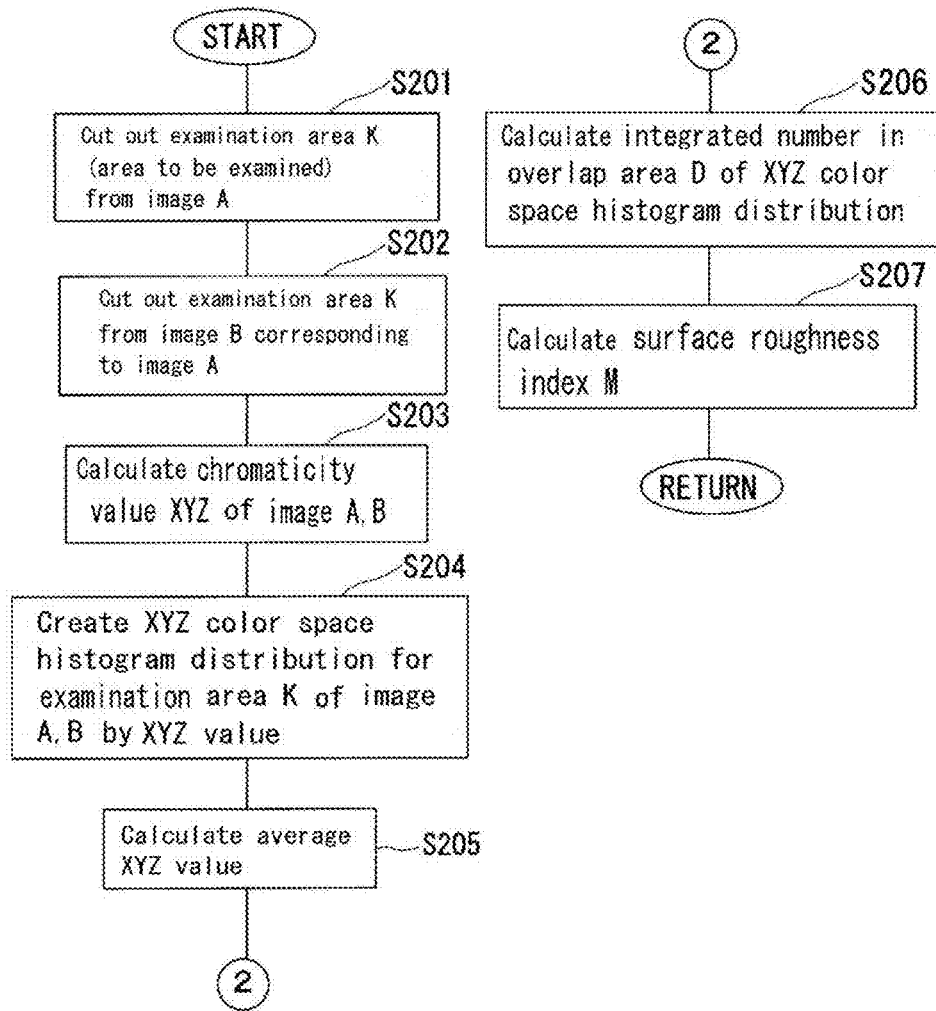 START
S201
Cut out examination area K
(area to be examined)
from image A
S202
Cut out examination area K
from image B corresponding
to image A
S203
Calculate chromaticity
value XYZ of image A,B
S204
Create XYZ color space
histogram distribution for
examination area K of image
A,B by XYZ value
Calculate average
XYZ value
S205
2
2
S206
Calculate integrated number in
overlap area D of XYZ color
space histogram distribution
S207
Calculate surface roughness
index M
RETURN